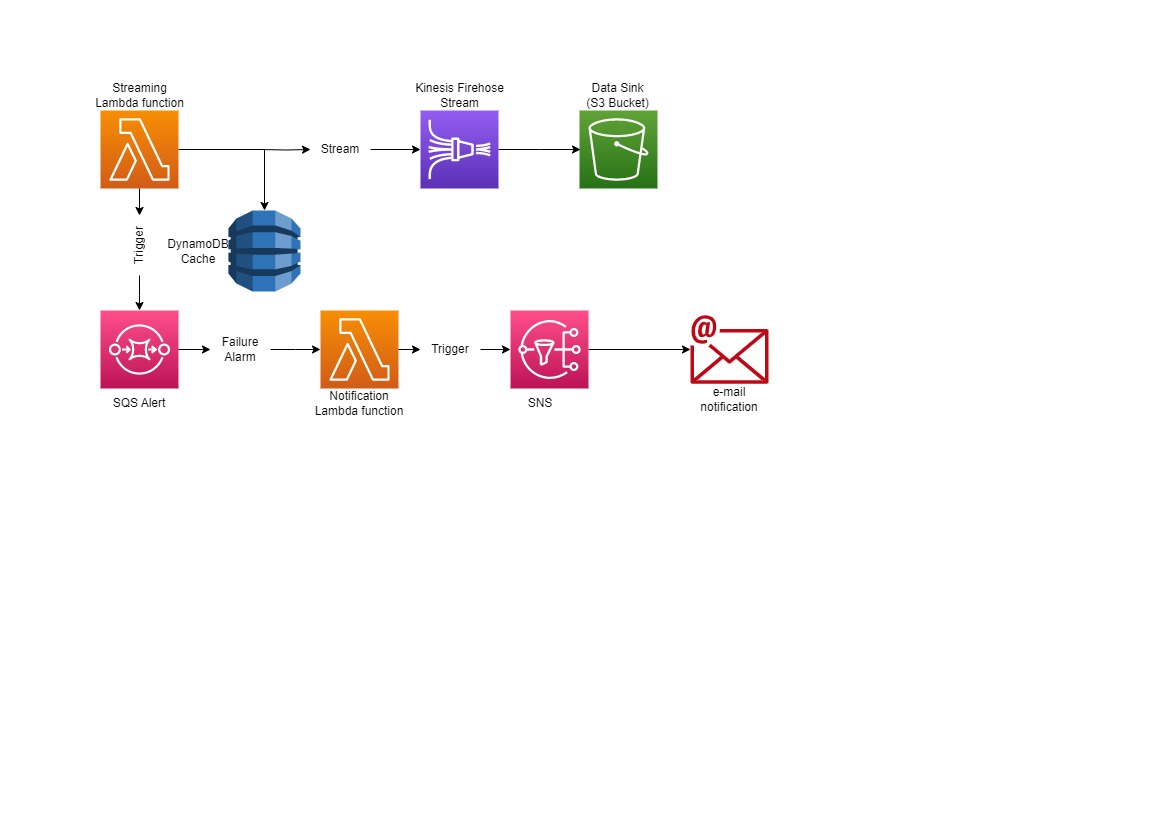 Streaming
Lambda function
Kinesis Firehose
Stream
Data Sink
(S3 Bucket)
Stream
Trigger
DynamoDB
Cache
Failure
Alarm
Trigger
SQS Alert
Notification
Lambda function
SNS
@
e-mail
notification